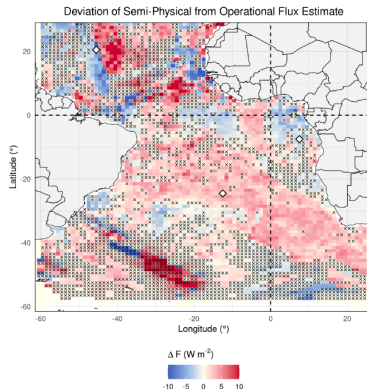 Deviation of Semi-Physical from Operational Flux Estimate
Latitude (°)
20
0
-20
-40
-60
-60
-40
-20
0
20
Longitude (°)
Δ F (W m⁻²)
-10 -5 0 5 10